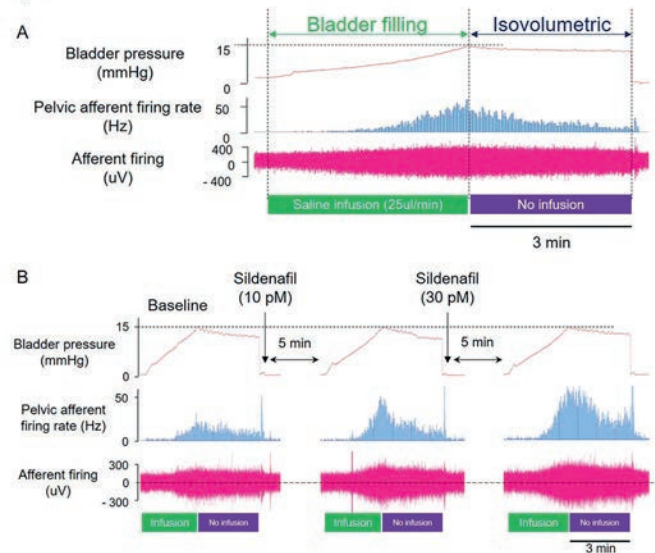 A
Bladder filling
Isovolumetric
Bladder pressure
(mmHg)
15
0
Pelvic afferent firing rate
(Hz)
50
0
Afferent firing
(uV)
400
0
- 400
Saline infusion (25ul/min)
No infusion
3 min
B
Baseline
Sildenafil
(10 pM)
Sildenafil
(30 pM)
15
Bladder pressure
(mmHg)
0
5 min
5 min
50
Pelvic afferent
firing rate (Hz)
0
Afferent firing
(uV)
300
0
- 300
Infusion
No infusion
Infusion
No infusion
Infusion
No infusion
3 min